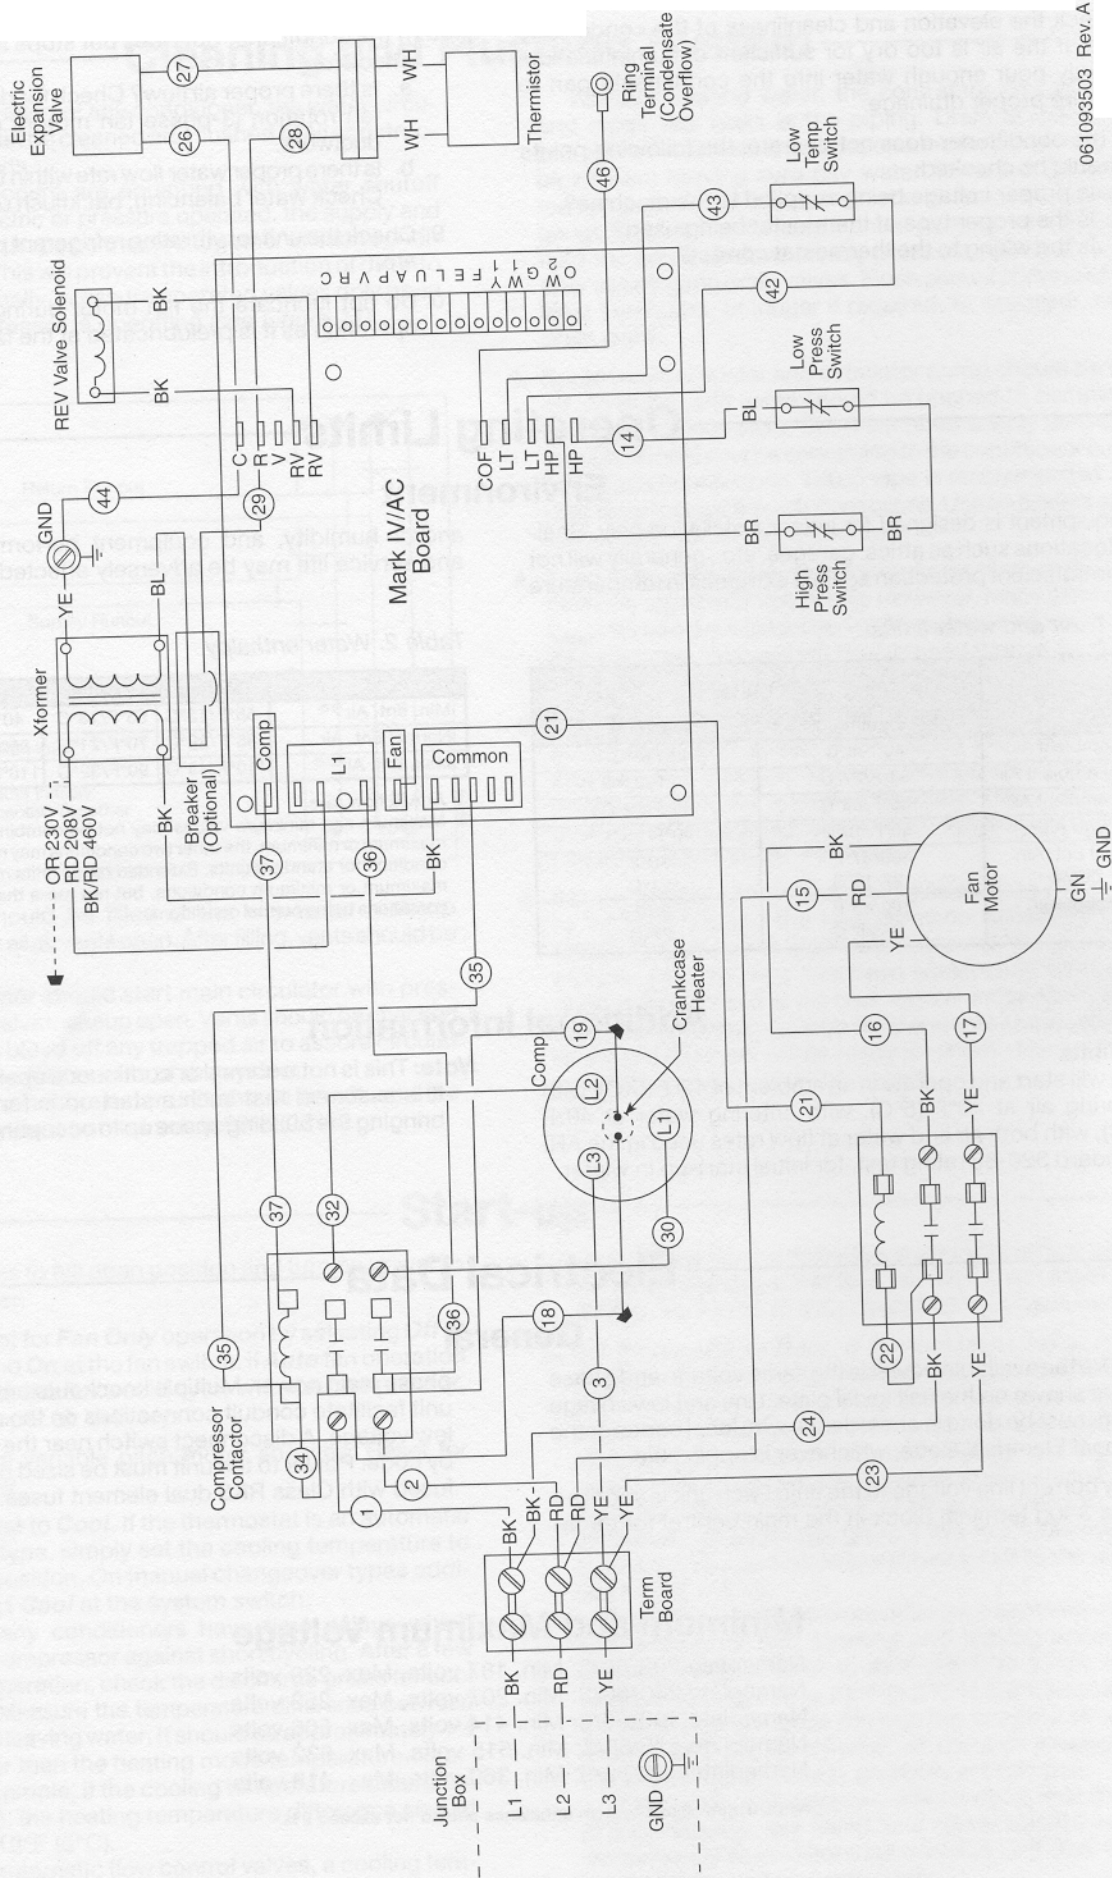 061093503 Rev. A
Electric
Expansion
Valve
27
26
28
WH
WH
Thermistor
Ring
Terminal
(Condensate
Overflow)
46
43
42
Low
Temp
Switch
REV Valve Solenoid
BK
BK
C
R
V
P
A
U
L
E
F
Y
W1
G
W2
O
C
R
V
RV
RV
COF
LT
LT
HP
HP
14
BL
Low
Press
Switch
BR
BR
High
Press
Switch
GND
44
29
YE
BL
Mark IV/AC
Board
Xformer
OR 230V
RD 208V
BK/RD 460V
BK
Breaker
(Optional)
Comp
L1
Fan
Common
21
37
36
BK
35
BK
15
RD
YE
Fan
Motor
GN
GND
Crankcase
Heater
Comp
19
L2
L1
L3
16
17
21
BK
YE
37
32
30
36
18
35
Compressor
Contactor
34
1
2
3
22
BK
YE
24
23
BK
BK
RD
RD
YE
YE
Term
Board
BK
RD
YE
Junction
Box
L1
L2
L3
GND